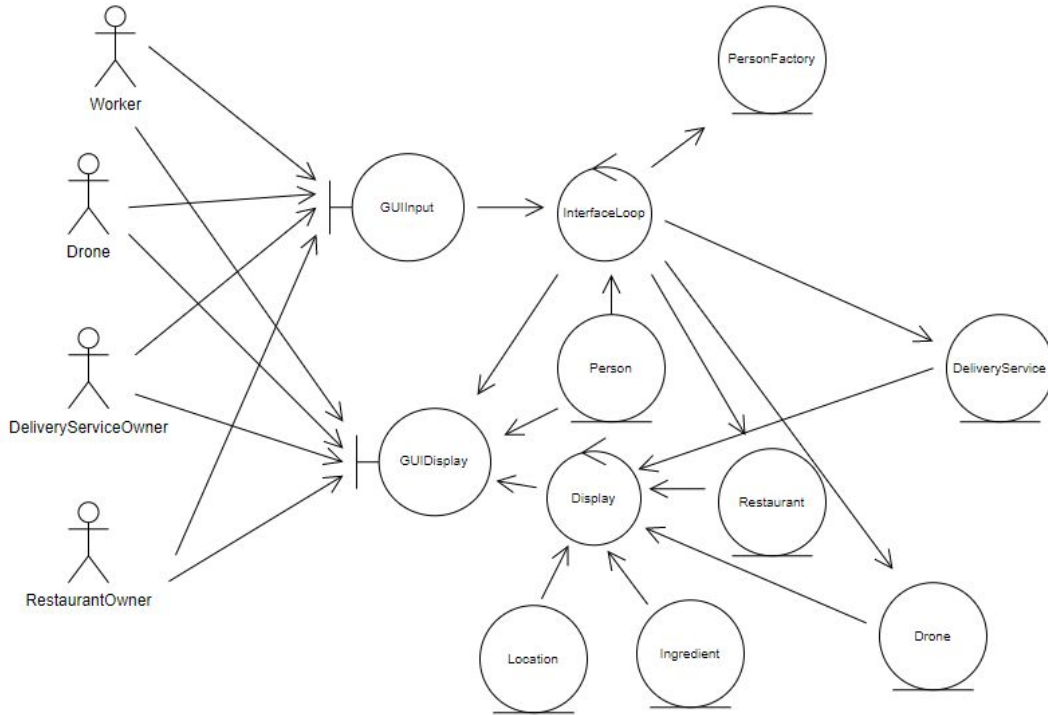 PersonFactory
Worker
GUIInput
InterfaceLoop
Drone
Person
DeliveryService
DeliveryServiceOwner
GUIDisplay
Display
Restaurant
RestaurantOwner
Location
Ingredient
Drone